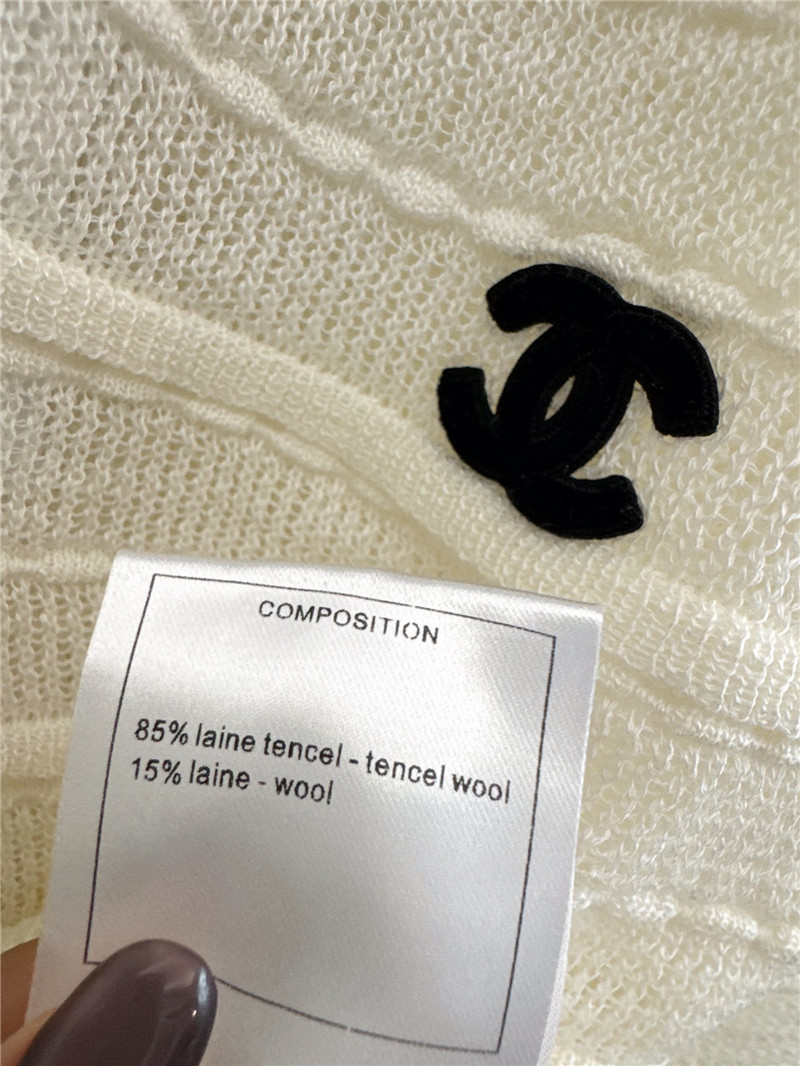 COMPOSITION
85% laine tencel - tencel wool
15% laine - wool